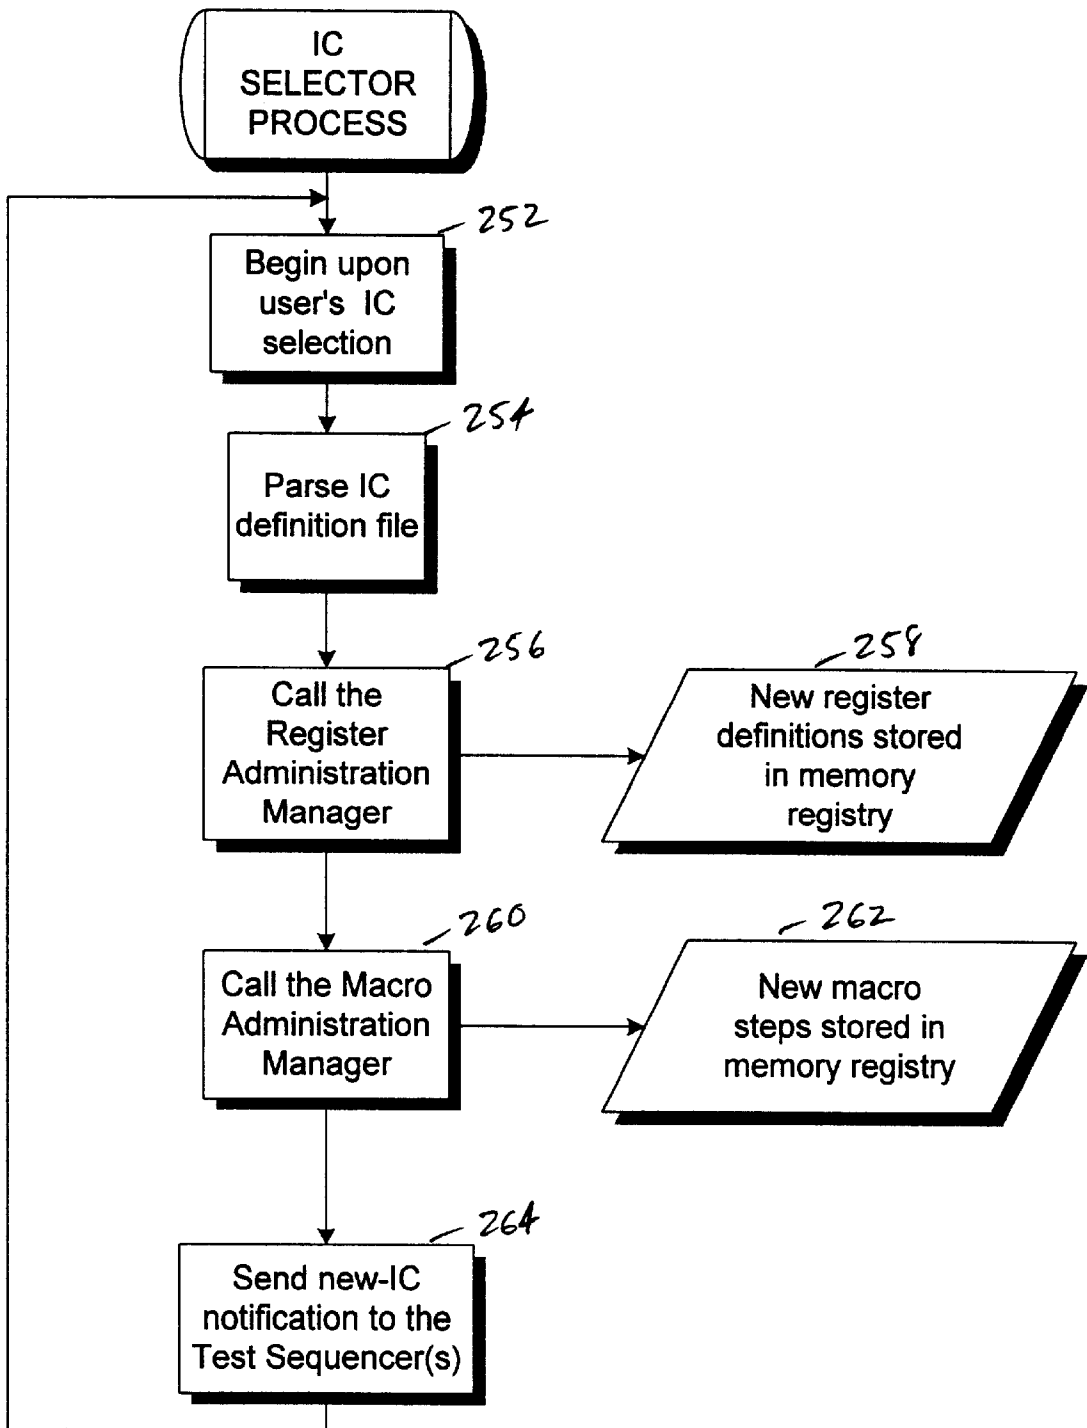 IC
SELECTOR
PROCESS
252
Begin upon
user's IC
selection
254
Parse IC
definition file
256
Call the
Register
Administration
Manager
258
New register
definitions stored
in memory
registry
260
Call the Macro
Administration
Manager
262
New macro
steps stored in
memory registry
264
Send new-IC
notification to the
Test Sequencer(s)